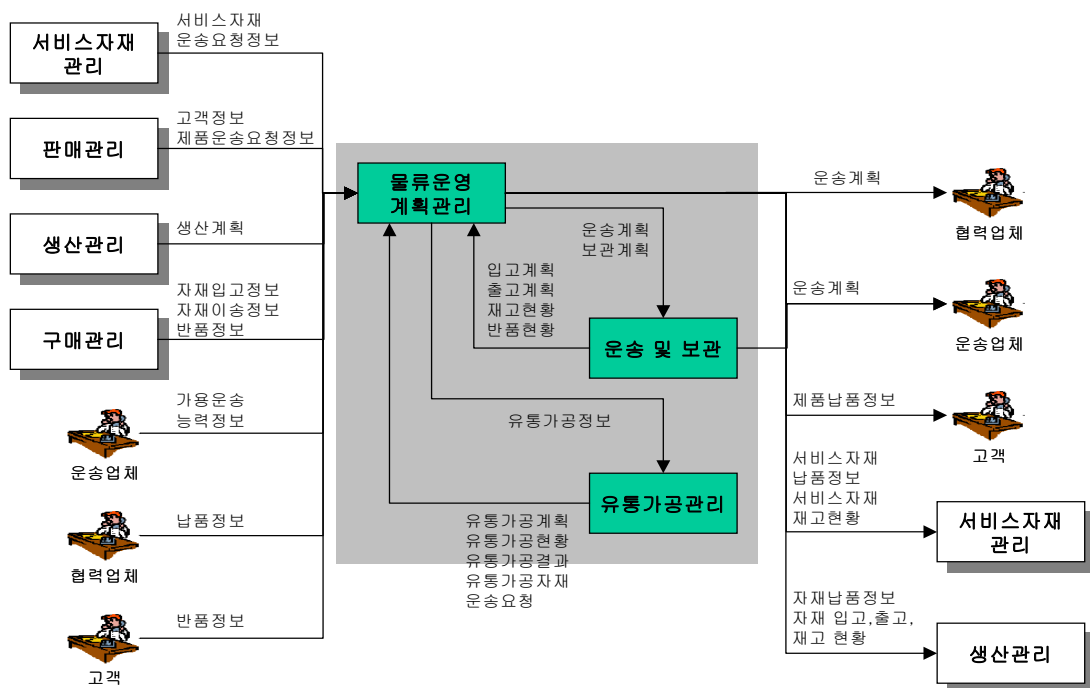 서비스자재
관리
서비스자재
운송요청정보
판매관리
고객정보
제품운송요청정보
생산관리
생산계획
구매관리
자재입고정보
자재이송정보
반품정보
가용운송
능력정보
운송업체
납품정보
협력업체
반품정보
고객
물류운영
계획관리
운송계획
보관계획
입고계획
출고계획
재고현황
반품현황
운송 및 보관
유통가공정보
유통가공관리
유통가공계획
유통가공현황
유통가공결과
유통가공자재
운송요청
운송계획
협력업체
운송계획
운송업체
제품납품정보
고객
서비스자재
납품정보
서비스자재
재고현황
서비스자재
관리
자재납품정보
자재 입고,출고,
재고 현황
생산관리